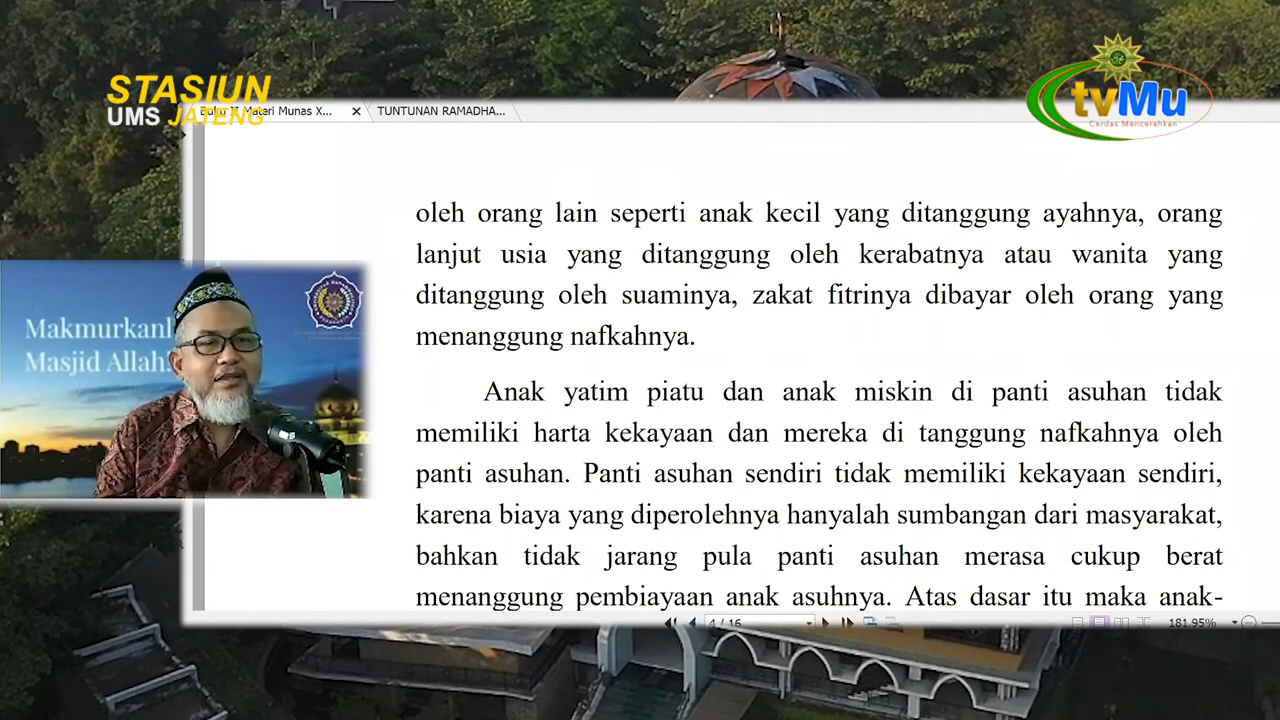 STASIUN
UMS JATENG
tvMu
Cerdas Mencerahkan
Materi Munas X...
TUNTUNAN RAMADHA...
Makmurkanl
Masjid Allah
oleh orang lain seperti anak kecil yang ditanggung ayahnya, orang
lanjut usia yang ditanggung oleh kerabatnya atau wanita yang
ditanggung oleh suaminya, zakat fitrinya dibayar oleh orang yang
menanggung nafkahnya.
Anak yatim piatu dan anak miskin di panti asuhan tidak
memiliki harta kekayaan dan mereka di tanggung nafkahnya oleh
panti asuhan. Panti asuhan sendiri tidak memiliki kekayaan sendiri,
karena biaya yang diperolehnya hanyalah sumbangan dari masyarakat,
bahkan tidak jarang pula panti asuhan merasa cukup berat
menanggung pembiayaan anak asuhnya. Atas dasar itu maka anak-
4 / 16
181.95%